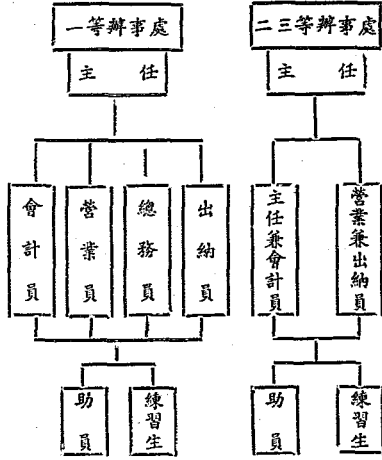 一等辦事處
主任
會計員
營業員
總務員
出納員
助員
練習生
二三等辦事處
主任
主任兼會計員
營業兼出納員
助員
練習生